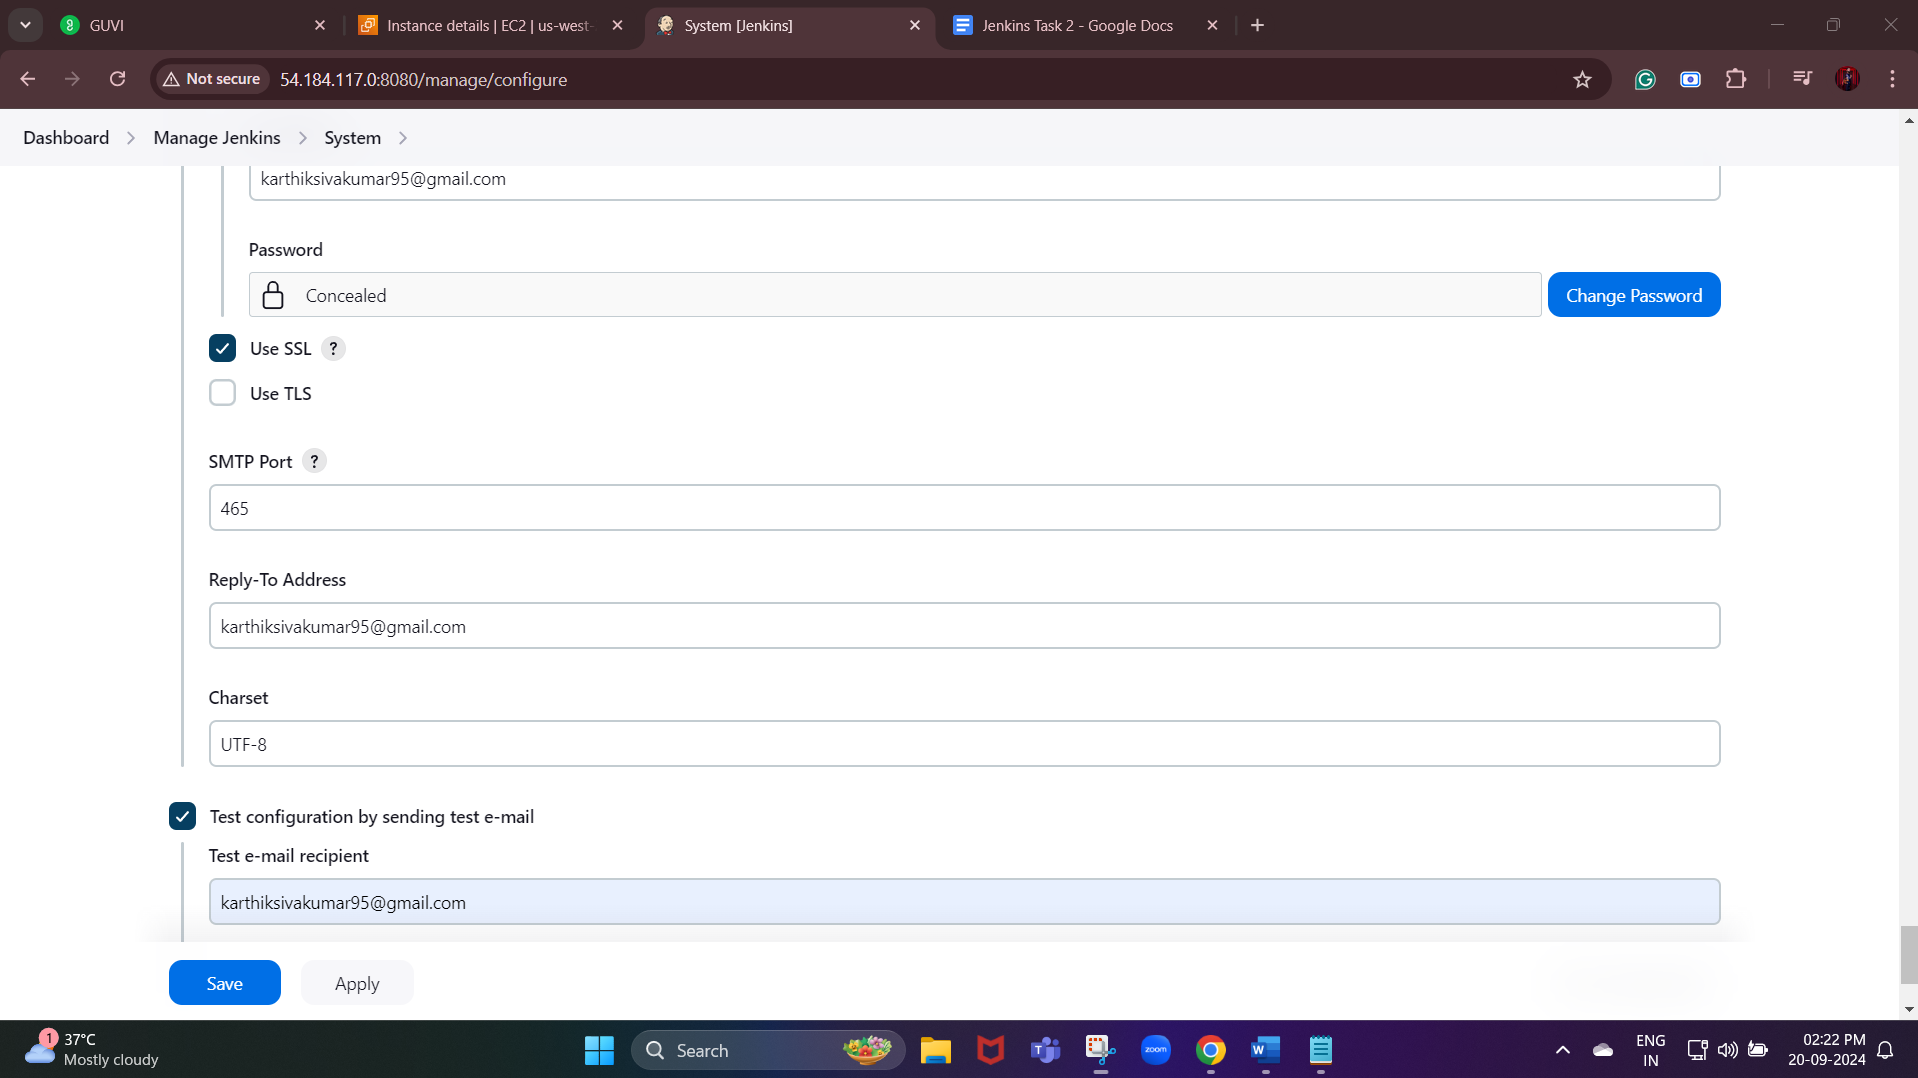 GUVI
Instance details | EC2 | us-west-
System [Jenkins]
Jenkins Task 2 - Google Docs
Not secure
54.184.117.0:8080/manage/configure
Dashboard
Manage Jenkins
System
karthiksivakumar95@gmail.com
Password
Concealed
Change Password
Use SSL ?
Use TLS
SMTP Port ?
465
Reply-To Address
karthiksivakumar95@gmail.com
Charset
UTF-8
Test configuration by sending test e-mail
Test e-mail recipient
karthiksivakumar95@gmail.com
Save
Apply
1
37°C
Mostly cloudy
Search
zoom
ENG
IN
02:22 PM
20-09-2024